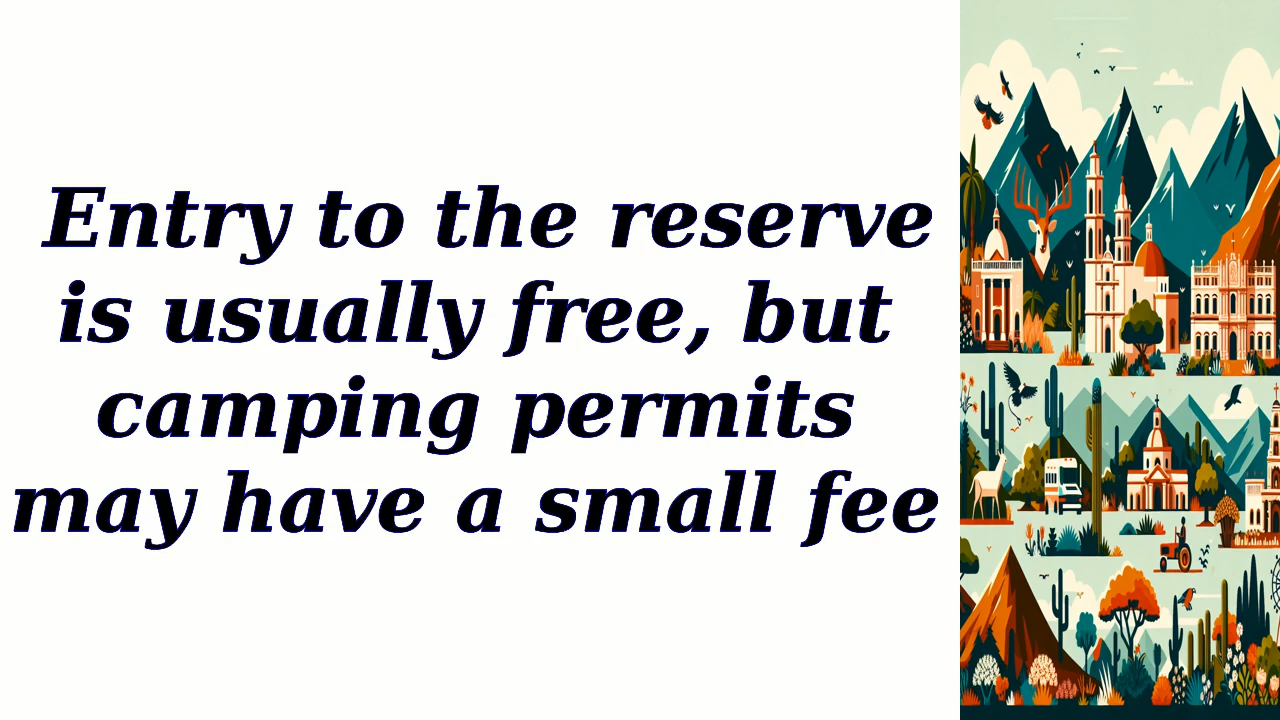 Entry to the reserve
is usually free, but
camping permits
may have a small fee